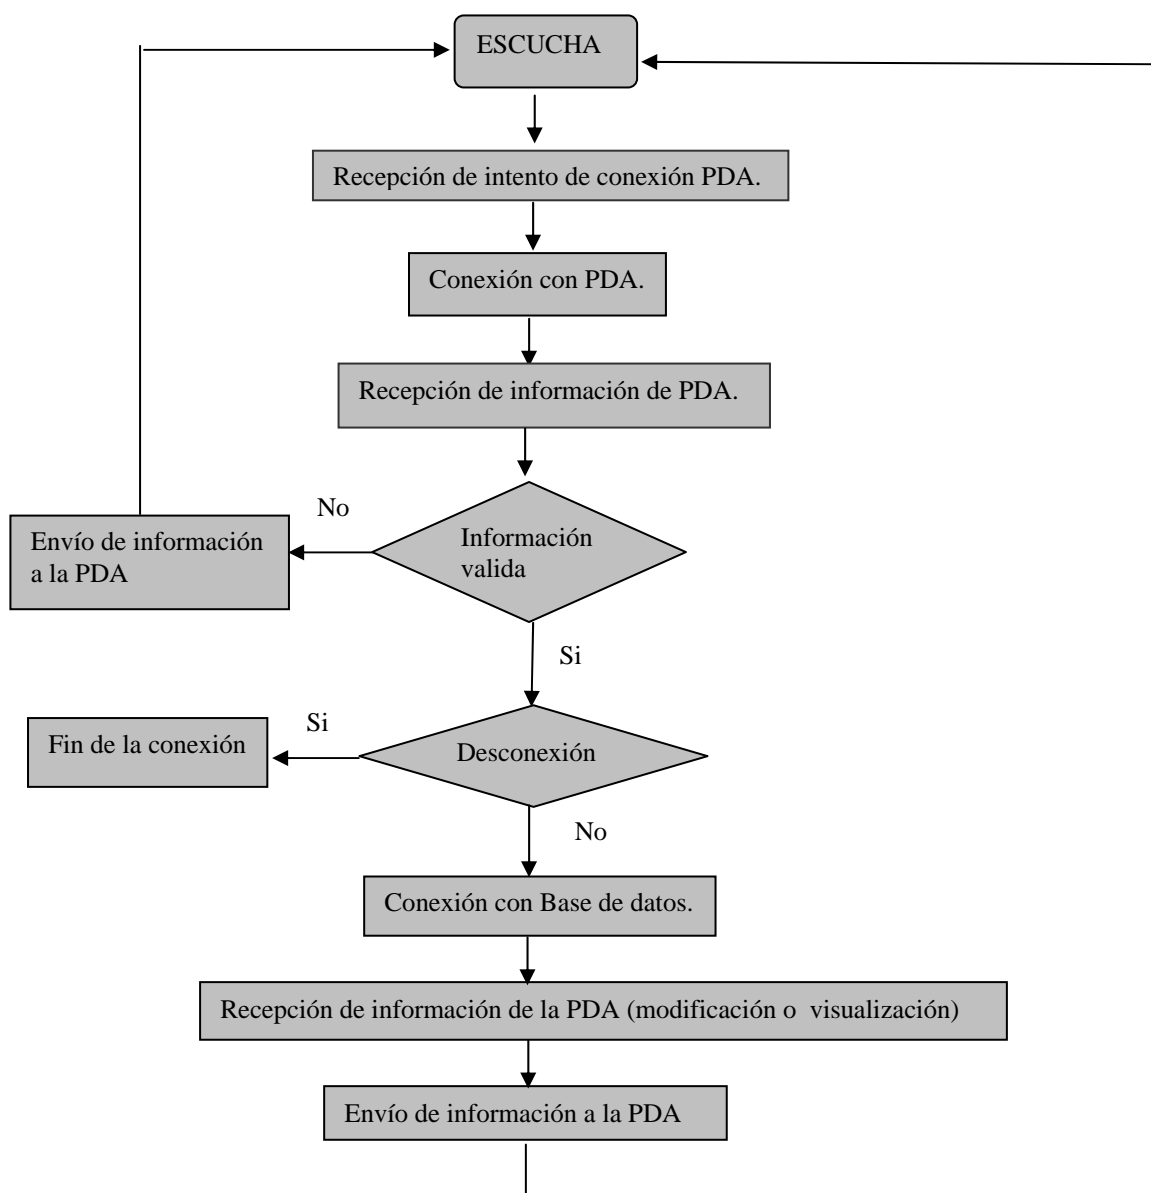 ESCUCHA
Recepción de intento de conexión PDA.
Conexión con PDA.
Recepción de información de PDA.
No
Información
valida
Envío de información
a la PDA
Si
Si
Fin de la conexión
Desconexión
No
Conexión con Base de datos.
Recepción de información de la PDA (modificación o visualización)
Envío de información a la PDA